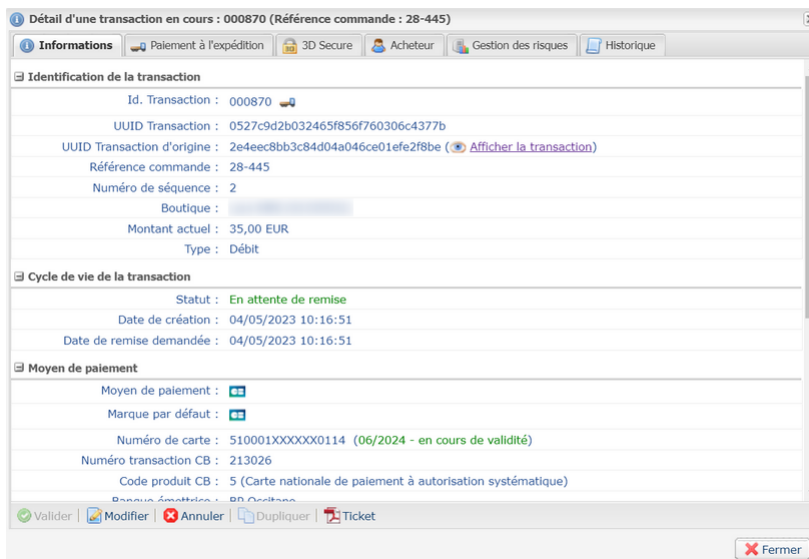 Détail d'une transaction en cours : 000870 (Référence commande : 28-445)
Informations Paiement à l'expédition 3D Secure Acheteur Gestion des risques Historique
Identification de la transaction
Id. Transaction : 000870
UUID Transaction : 0527c9d2b032465f856f760306c4377b
UUID Transaction d'origine : 2e4eec8bb3c84d04a046ce01efe2f8be ( Afficher la transaction)
Référence commande : 28-445
Numéro de séquence : 2
Boutique :
Montant actuel : 35,00 EUR
Type : Débit
Cycle de vie de la transaction
Statut : En attente de remise
Date de création : 04/05/2023 10:16:51
Date de remise demandée : 04/05/2023 10:16:51
Moyen de paiement
Moyen de paiement : CB
Marque par défaut : CB
Numéro de carte : 510001XXXXXX0114 (06/2024 - en cours de validité)
Numéro transaction CB : 213026
Code produit CB : 5 (Carte nationale de paiement à autorisation systématique)
Banque émettrice : BP Occitane
Valider Modifier Annuler Dupliquer Ticket
Fermer